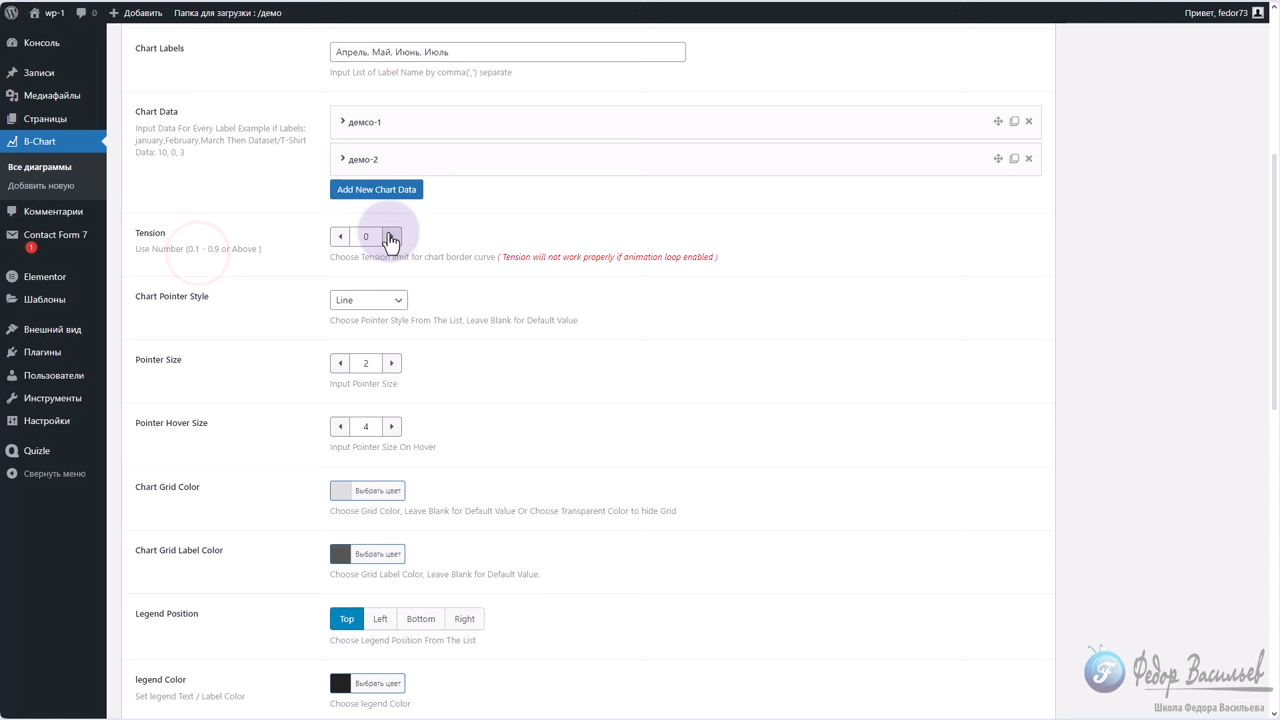 wp-1
0
Добавить
Папка для загрузки : /демо
Привет, fedor73
Консоль
Записи
Медиафайлы
Страницы
B-Chart
Все диаграммы
Добавить новую
Комментарии
Contact Form 7
1
Elementor
Шаблоны
Внешний вид
Плагины
Пользователи
Инструменты
Настройки
Quizle
Свернуть меню
Chart Labels
Апрель, Май, Июнь, Июль
Input List of Label Name by comma(',') separate
Chart Data
Input Data For Every Label Example if Labels:
january,February,March Then Dataset/T-Shirt
Data: 10, 0, 3
демсо-1
демо-2
Add New Chart Data
Tension
Use Number (0.1 - 0.9 or Above )
0
Choose Tension limit for chart border curve ( Tension will not work properly if animation loop enabled )
Chart Pointer Style
Line
Choose Pointer Style From The List, Leave Blank for Default Value
Pointer Size
2
Input Pointer Size
Pointer Hover Size
4
Input Pointer Size On Hover
Chart Grid Color
Выбрать цвет
Choose Grid Color, Leave Blank for Default Value Or Choose Transparent Color to hide Grid
Chart Grid Label Color
Выбрать цвет
Choose Grid Label Color, Leave Blank for Default Value.
Legend Position
Top Left Bottom Right
Choose Legend Position From The List
legend Color
Set legend Text / Label Color
Выбрать цвет
Choose legend Color
F
Федор Васильев
Школа Федора Васильева